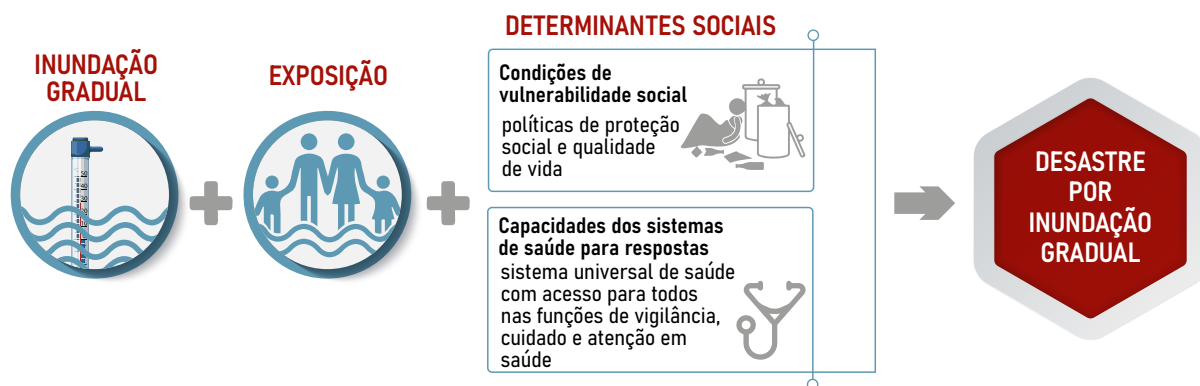 INUNDAÇÃO
GRADUAL
EXPOSIÇÃO
DETERMINANTES SOCIAIS
Condições de
vulnerabilidade social
políticas de proteção
social e qualidade
de vida
Capacidades dos sistemas
de saúde para respostas
sistema universal de saúde
com acesso para todos
nas funções de vigilância,
cuidado e atenção em
saúde
DESASTRE
POR
INUNDAÇÃO
GRADUAL